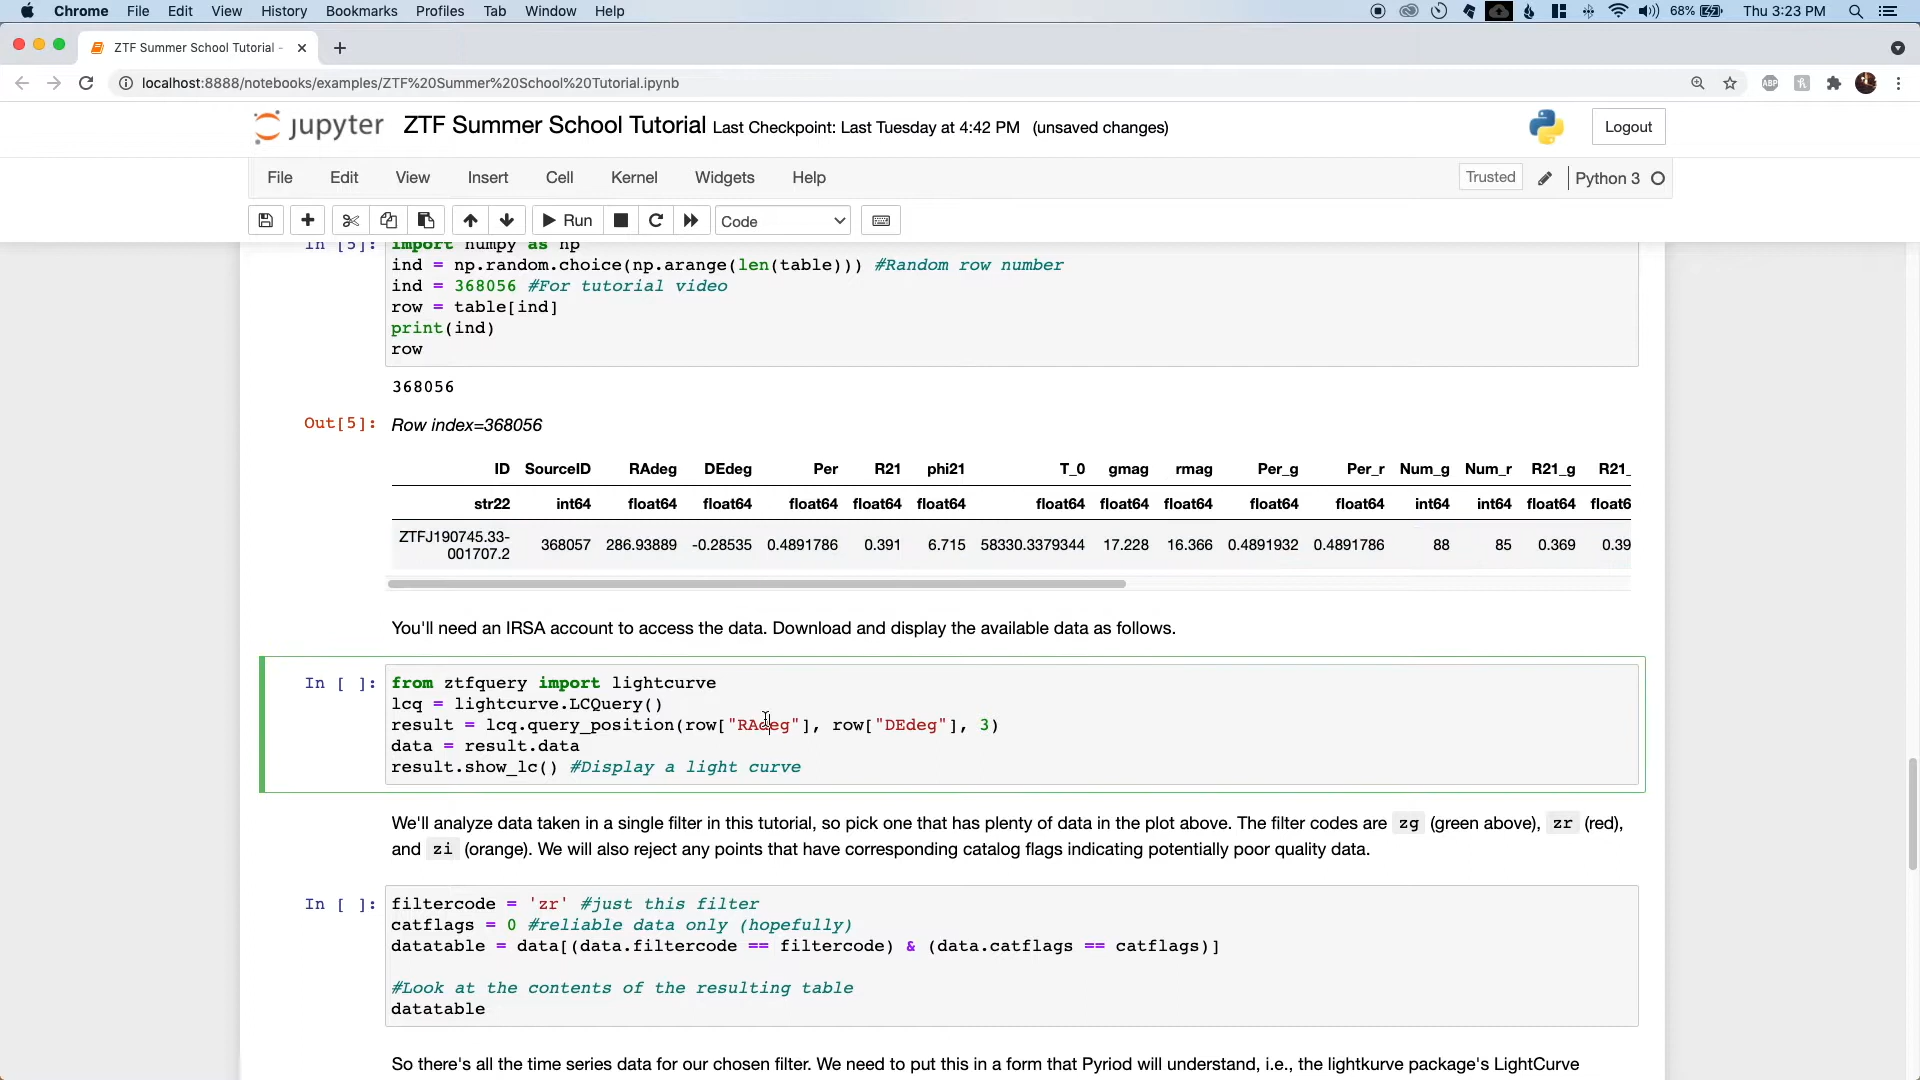 Chrome File Edit View History Bookmarks Profiles Tab Window Help 68% Thu 3:23 PM
ZTF Summer School Tutorial -
localhost:8888/notebooks/examples/ZTF%20Summer%20School%20Tutorial.ipynb ABP
jupyter ZTF Summer School Tutorial Last Checkpoint: Last Tuesday at 4:42 PM (unsaved changes) Logout
File Edit View Insert Cell Kernel Widgets Help Trusted Python 3
Run Code
In [5]: import numpy as np
ind = np.random.choice(np.arange(len(table))) #Random row number
ind = 368056 #For tutorial video
row = table[ind]
print(ind)
row
368056
Out[5]: Row index=368056
ID SourceID RAdeg DEdeg Per R21 phi21 T_0 gmag rmag Per_g Per_r Num_g Num_r R21_g R21_
str22 int64 float64 float64 float64 float64 float64 float64 float64 float64 float64 float64 int64 int64 float64 float6
ZTFJ190745.33-
001707.2 368057 286.93889 -0.28535 0.4891786 0.391 6.715 58330.3379344 17.228 16.366 0.4891932 0.4891786 88 85 0.369 0.39
You'll need an IRSA account to access the data. Download and display the available data as follows.
In [ ]: from ztfquery import lightcurve
lcq = lightcurve.LCQuery()
result = lcq.query_position(row["RAdeg"], row["DEdeg"], 3)
data = result.data
result.show_lc() #Display a light curve
We'll analyze data taken in a single filter in this tutorial, so pick one that has plenty of data in the plot above. The filter codes are zg (green above), zr (red),
and zi (orange). We will also reject any points that have corresponding catalog flags indicating potentially poor quality data.
In [ ]: filtercode = 'zr' #just this filter
catflags = 0 #reliable data only (hopefully)
datatable = data[(data.filtercode == filtercode) & (data.catflags == catflags)]
#Look at the contents of the resulting table
datatable
So there's all the time series data for our chosen filter. We need to put this in a form that Pyriod will understand, i.e., the lightkurve package's LightCurve